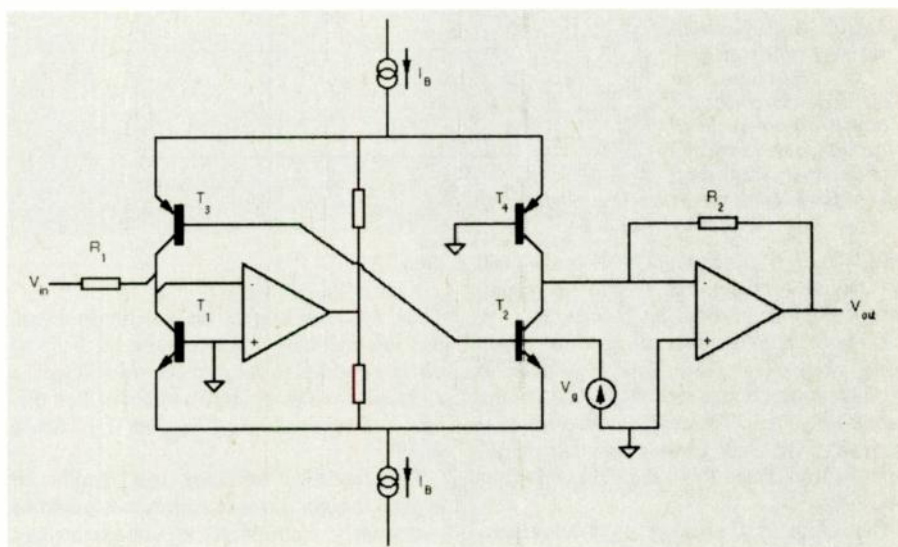 I_B
T_3
T_4
R_2
R_1
V_in
-
-
T_1
T_2
V_out
+
+
V_g
I_B